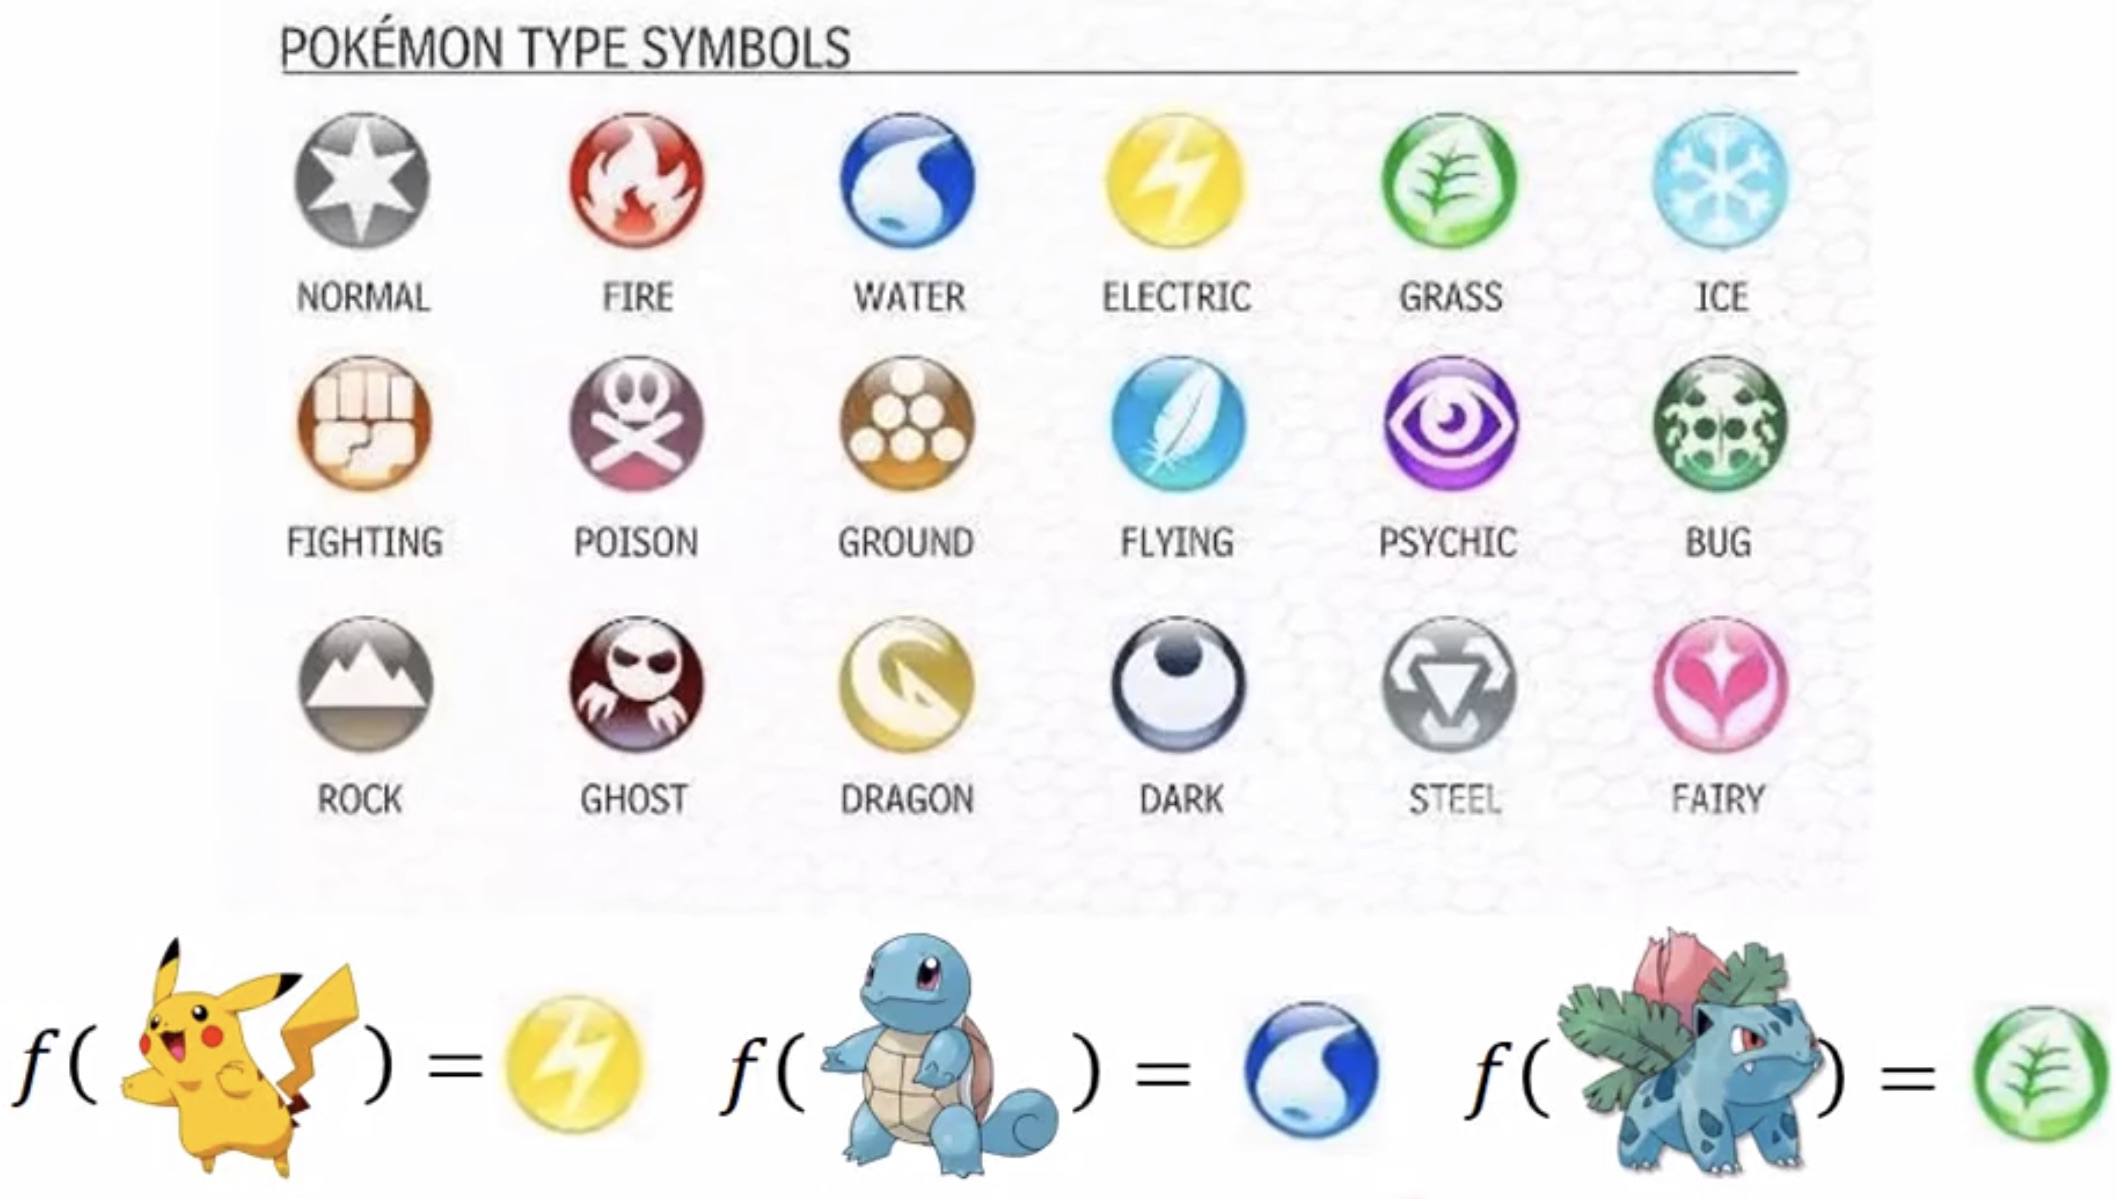 POKÉMON TYPE SYMBOLS
NORMAL FIRE WATER ELECTRIC GRASS ICE
FIGHTING POISON GROUND FLYING PSYCHIC BUG
ROCK GHOST DRAGON DARK STEEL FAIRY
f( ) = f( ) = f( ) =